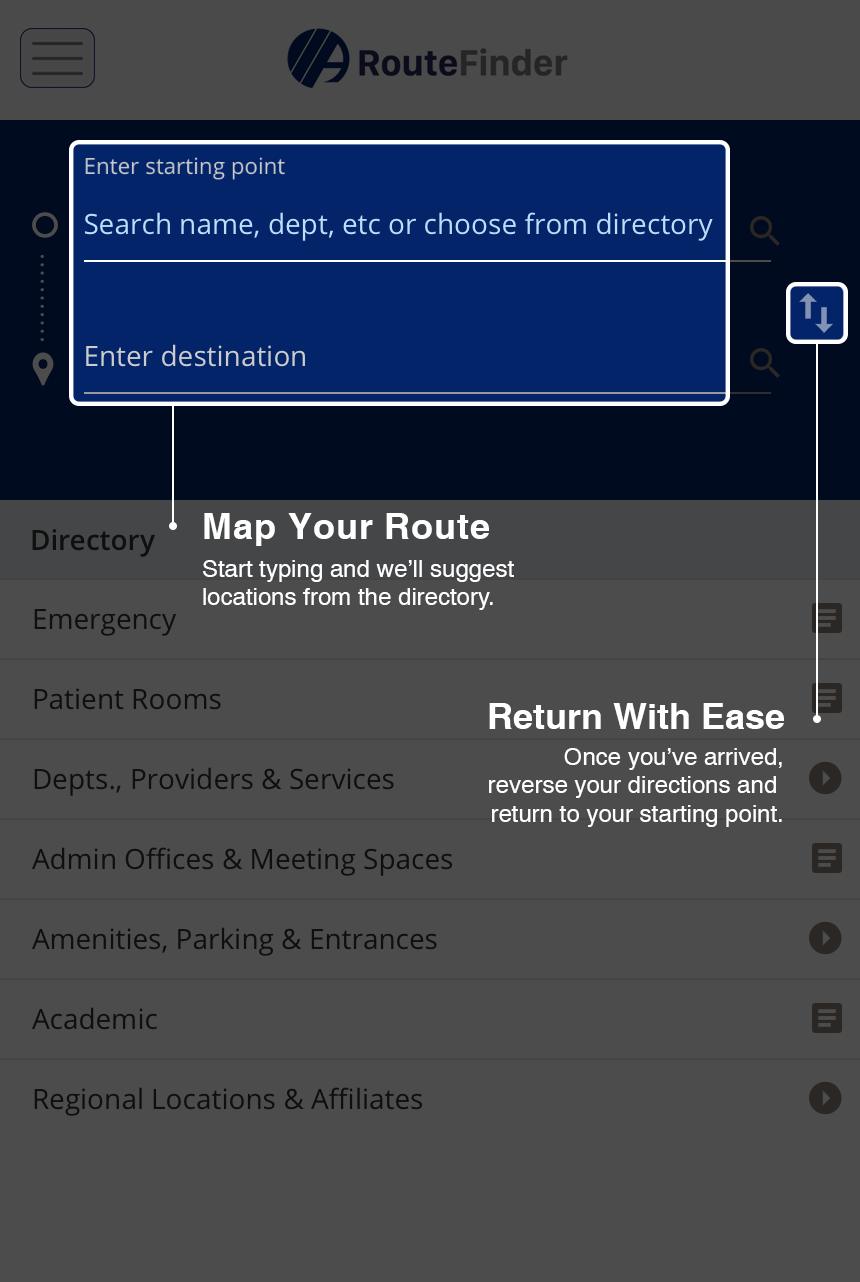 RouteFinder
Enter starting point
Search name, dept, etc or choose from directory
Enter destination
Map Your Route
Start typing and we’ll suggest
locations from the directory.
Directory
Emergency
Patient Rooms
Return With Ease
Once you’ve arrived,
reverse your directions and
return to your starting point.
Depts., Providers & Services
Admin Offices & Meeting Spaces
Amenities, Parking & Entrances
Academic
Regional Locations & Affiliates